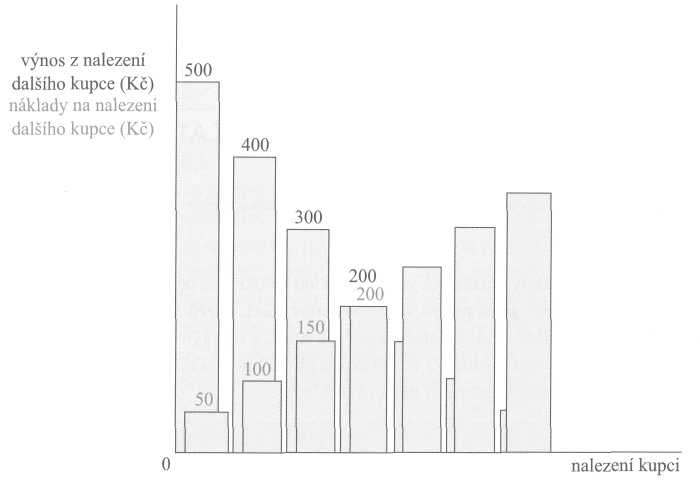 výnos z nalezení
dalšího kupce (Kč)
náklady na nalezení
dalšího kupce (Kč)
500
400
300
200
200
150
100
50
0
nalezení kupci